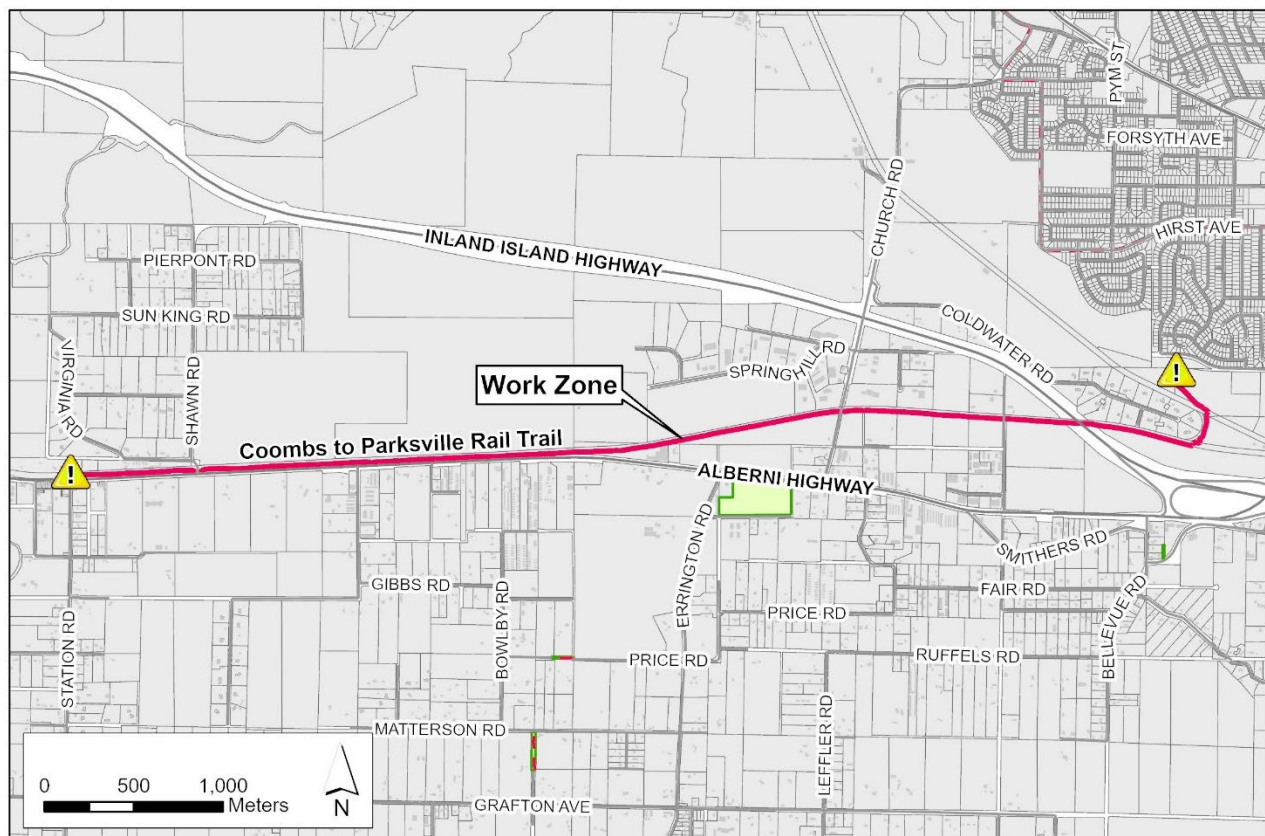 PYM ST
FORSYTH AVE
CHURCH RD
HIRST AVE
INLAND ISLAND HIGHWAY
PIERPONT RD
SUN KING RD
COLDWATER RD
VIRGINIA RD
SHAWN RD
SPRINGHILL RD
!
Work Zone
Coombs to Parksville Rail Trail
!
ALBERNI HIGHWAY
ERRINGTON RD
SMITHERS RD
GIBBS RD
FAIR RD
BOWLBY RD
PRICE RD
BELLEVUE RD
STATION RD
PRICE RD
RUFFELS RD
LEFFLER RD
MATTERSON RD
0 500 1,000
Meters
N
GRAFTON AVE